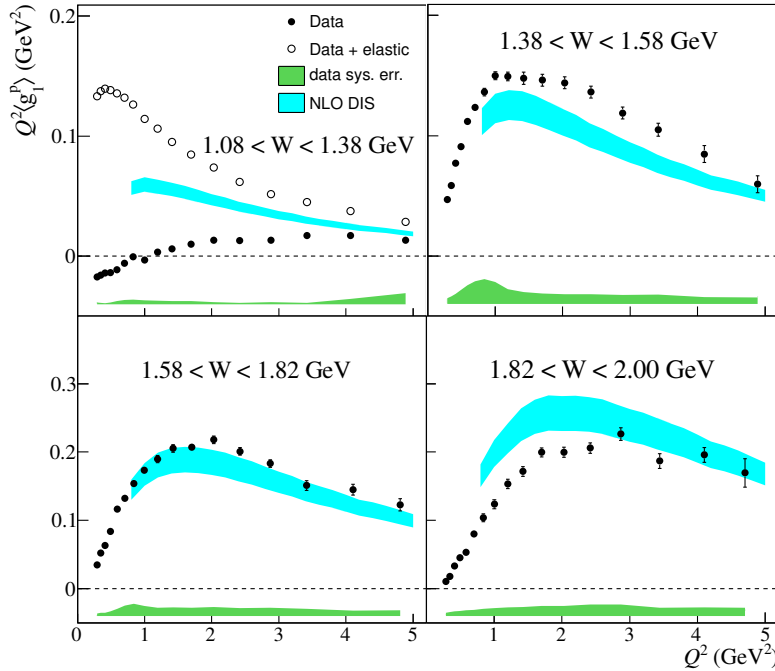 Q²⟨g₁ᵖ⟩ (GeV²)
0.2
0.1
0
Data
Data + elastic
data sys. err.
NLO DIS
1.08 < W < 1.38 GeV
1.38 < W < 1.58 GeV
0.3
0.2
0.1
0
1.58 < W < 1.82 GeV
1.82 < W < 2.00 GeV
0 1 2 3 4 5
1 2 3 4 5
Q² (GeV²)